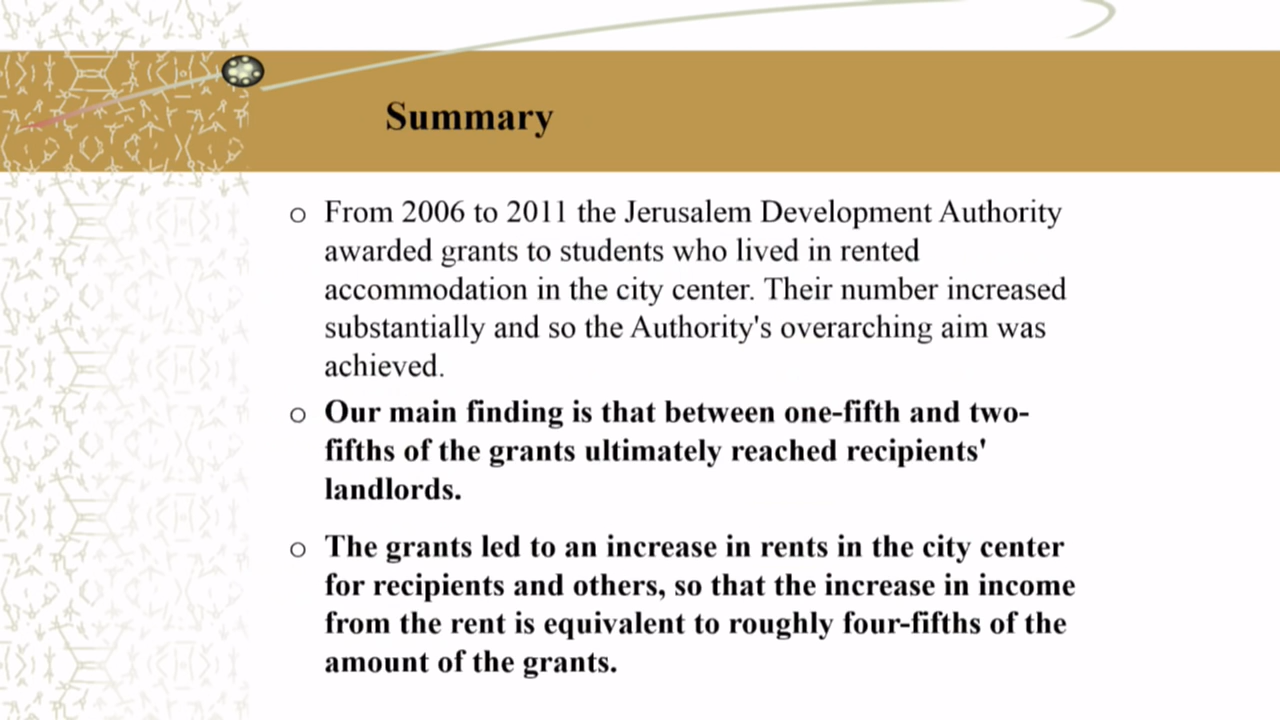 Summary
o From 2006 to 2011 the Jerusalem Development Authority
awarded grants to students who lived in rented
accommodation in the city center. Their number increased
substantially and so the Authority's overarching aim was
achieved.
o Our main finding is that between one-fifth and two-
fifths of the grants ultimately reached recipients'
landlords.
o The grants led to an increase in rents in the city center
for recipients and others, so that the increase in income
from the rent is equivalent to roughly four-fifths of the
amount of the grants.